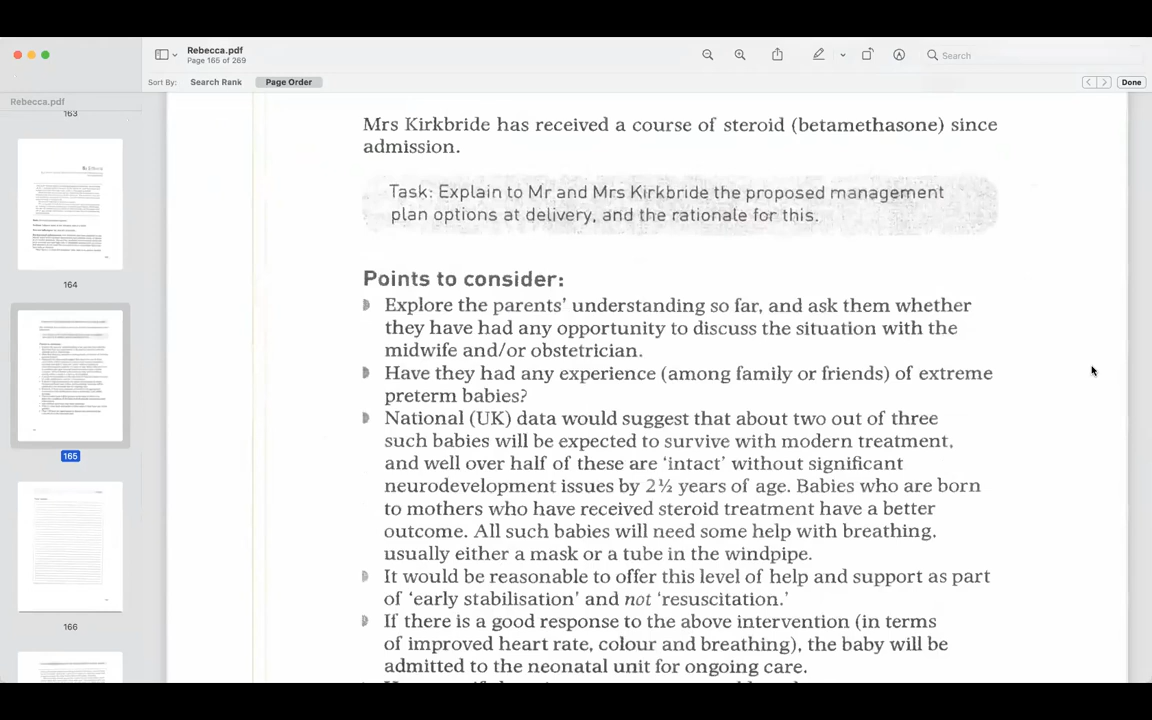 Rebecca.pdf
Page 165 of 269
Search
Sort By:
Search Rank
Page Order
Done
Rebecca.pdf
163
164
165
166
Mrs Kirkbride has received a course of steroid (betamethasone) since
admission.
Task: Explain to Mr and Mrs Kirkbride the proposed management
plan options at delivery, and the rationale for this.
Points to consider:
Explore the parents' understanding so far, and ask them whether
they have had any opportunity to discuss the situation with the
midwife and/or obstetrician.
Have they had any experience (among family or friends) of extreme
preterm babies?
National (UK) data would suggest that about two out of three
such babies will be expected to survive with modern treatment,
and well over half of these are 'intact' without significant
neurodevelopment issues by 2½ years of age. Babies who are born
to mothers who have received steroid treatment have a better
outcome. All such babies will need some help with breathing,
usually either a mask or a tube in the windpipe.
It would be reasonable to offer this level of help and support as part
of 'early stabilisation' and not 'resuscitation.'
If there is a good response to the above intervention (in terms
of improved heart rate, colour and breathing), the baby will be
admitted to the neonatal unit for ongoing care.